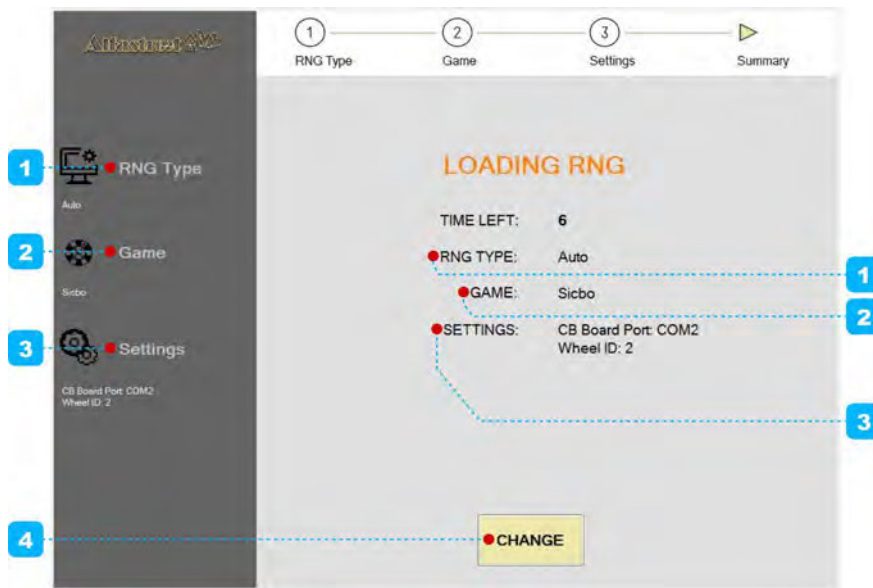 Alfastreet
1
2
3
RNG Type
Game
Settings
Summary
1
RNG Type
Auto
2
Game
Sicbo
3
Settings
CB Board Port: COM2
Wheel ID: 2
LOADING RNG
TIME LEFT: 6
RNG TYPE: Auto
1
GAME: Sicbo
2
SETTINGS: CB Board Port: COM2
Wheel ID: 2
3
4
CHANGE